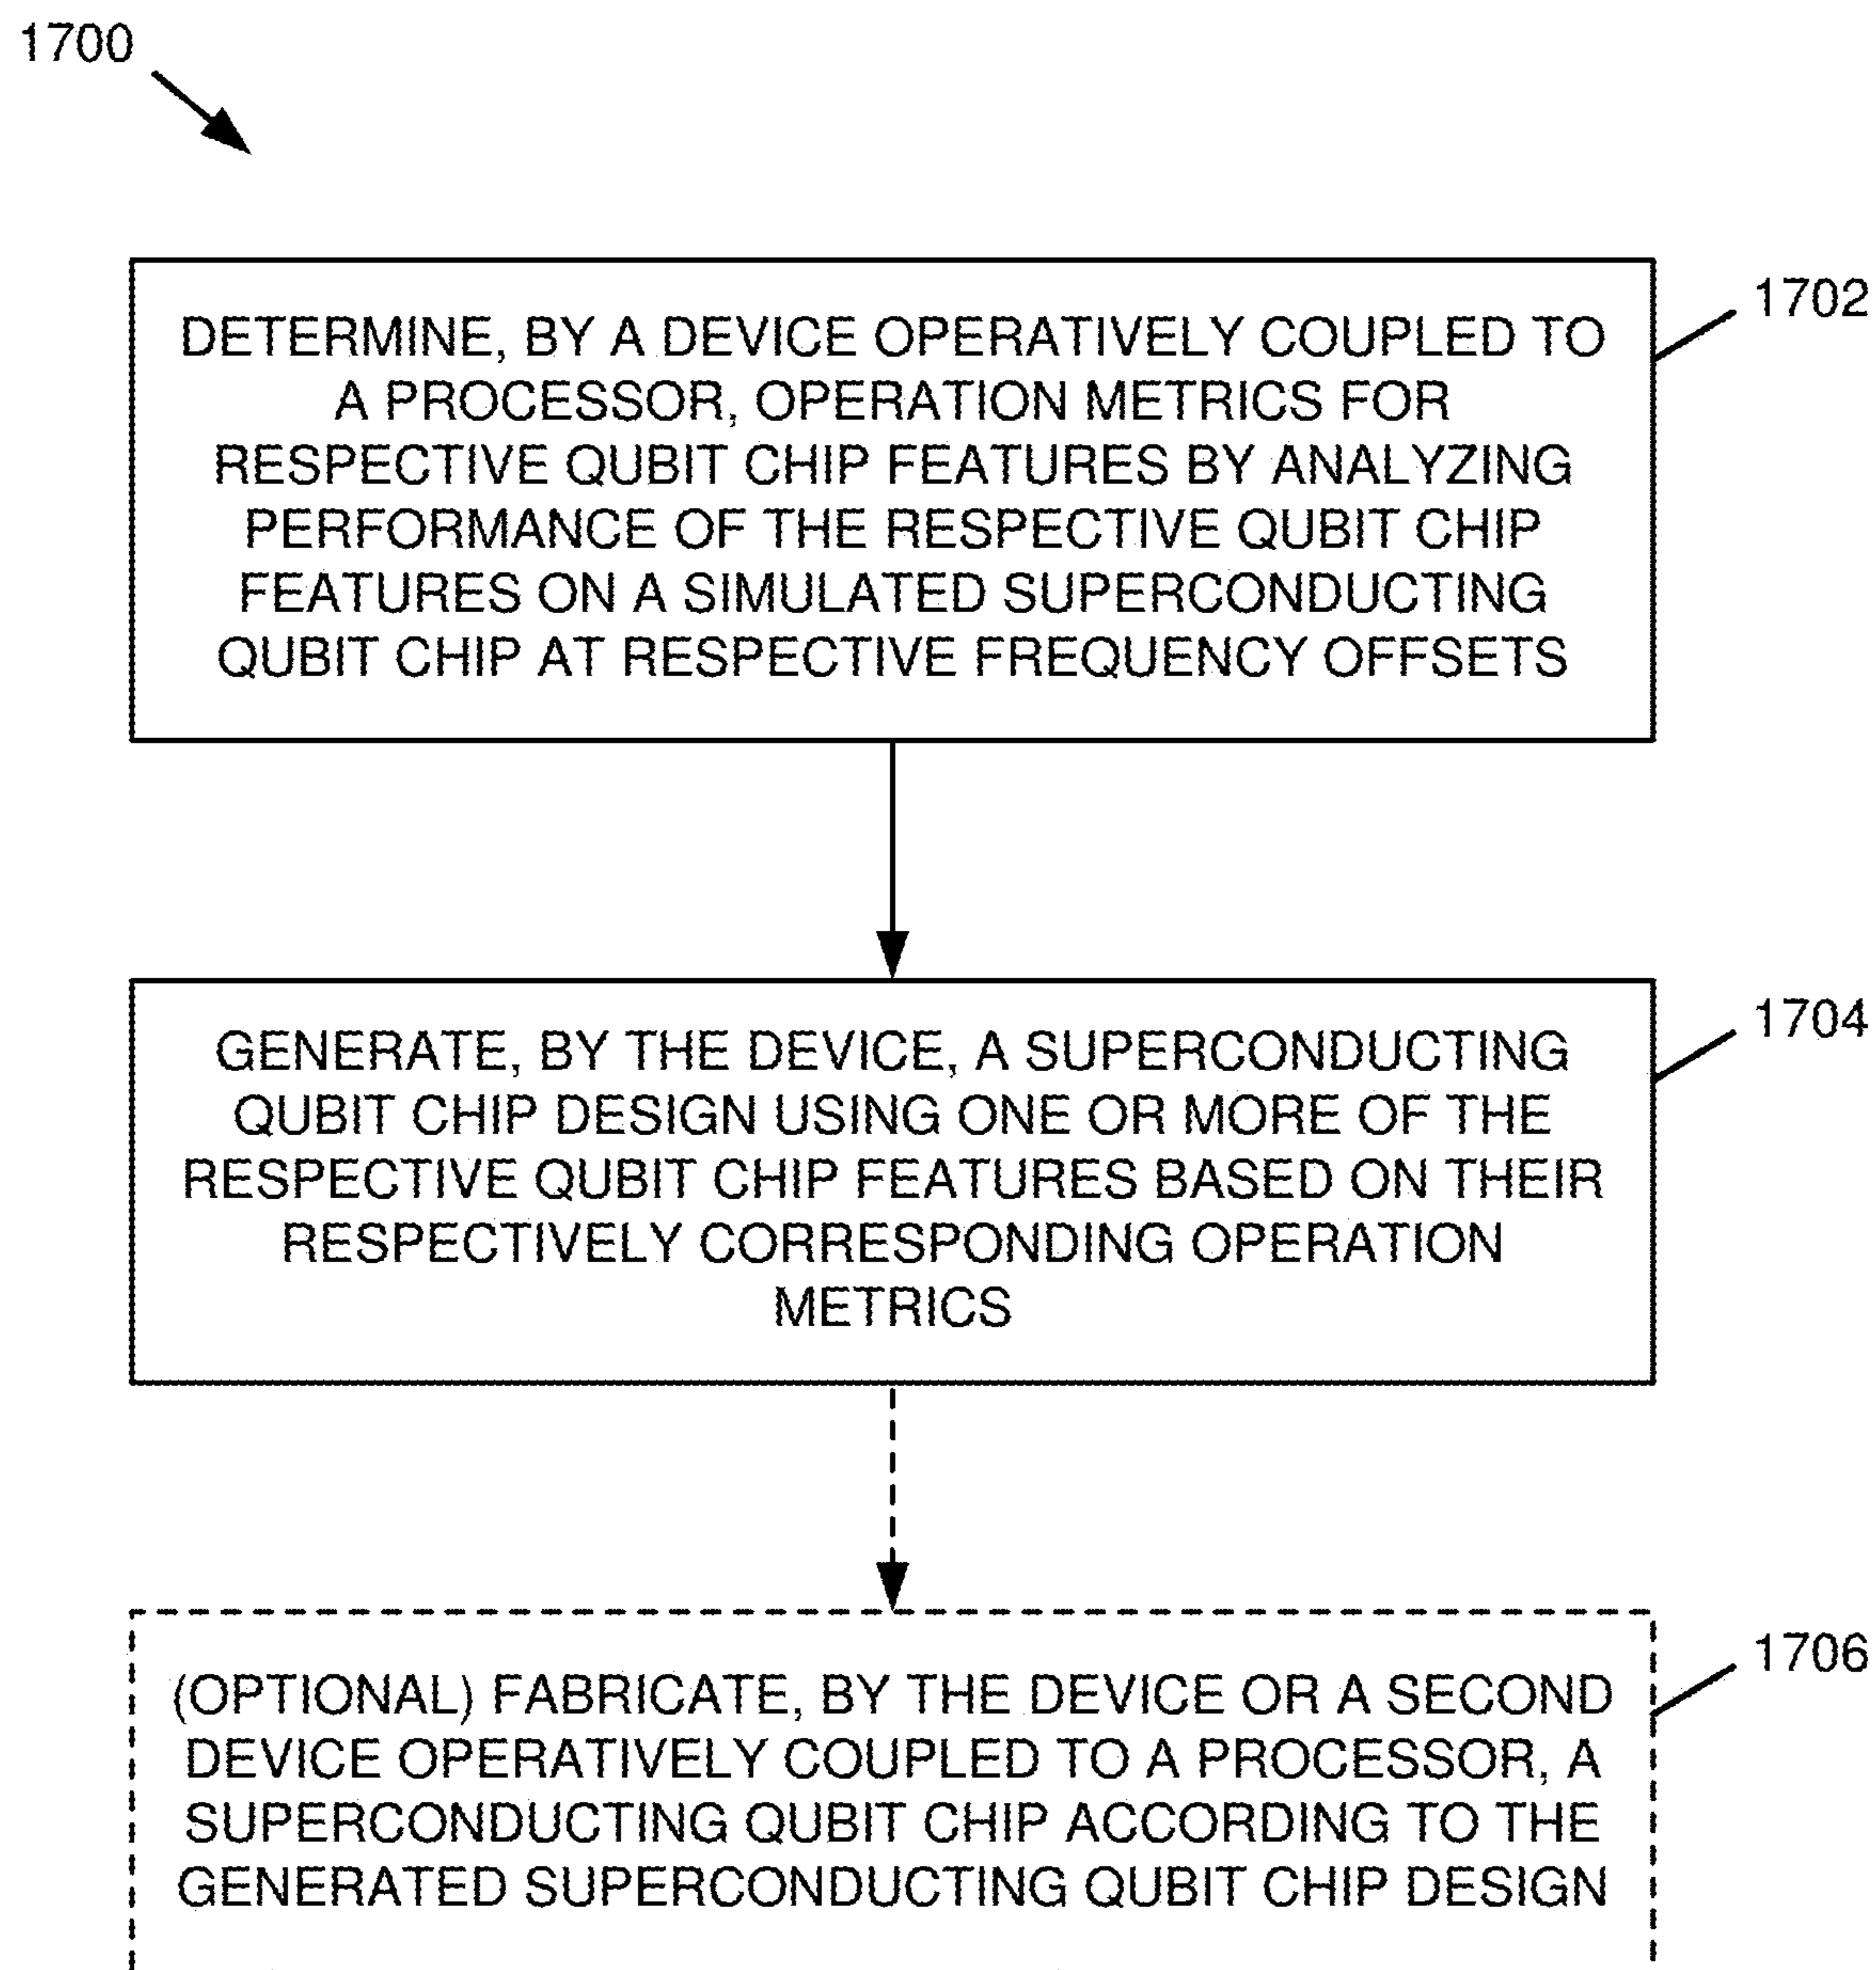 1700
DETERMINE, BY A DEVICE OPERATIVELY COUPLED TO
A PROCESSOR, OPERATION METRICS FOR
RESPECTIVE QUBIT CHIP FEATURES BY ANALYZING
PERFORMANCE OF THE RESPECTIVE QUBIT CHIP
FEATURES ON A SIMULATED SUPERCONDUCTING
QUBIT CHIP AT RESPECTIVE FREQUENCY OFFSETS
1702
GENERATE, BY THE DEVICE, A SUPERCONDUCTING
QUBIT CHIP DESIGN USING ONE OR MORE OF THE
RESPECTIVE QUBIT CHIP FEATURES BASED ON THEIR
RESPECTIVELY CORRESPONDING OPERATION
METRICS
1704
(OPTIONAL) FABRICATE, BY THE DEVICE OR A SECOND
DEVICE OPERATIVELY COUPLED TO A PROCESSOR, A
SUPERCONDUCTING QUBIT CHIP ACCORDING TO THE
GENERATED SUPERCONDUCTING QUBIT CHIP DESIGN
1706